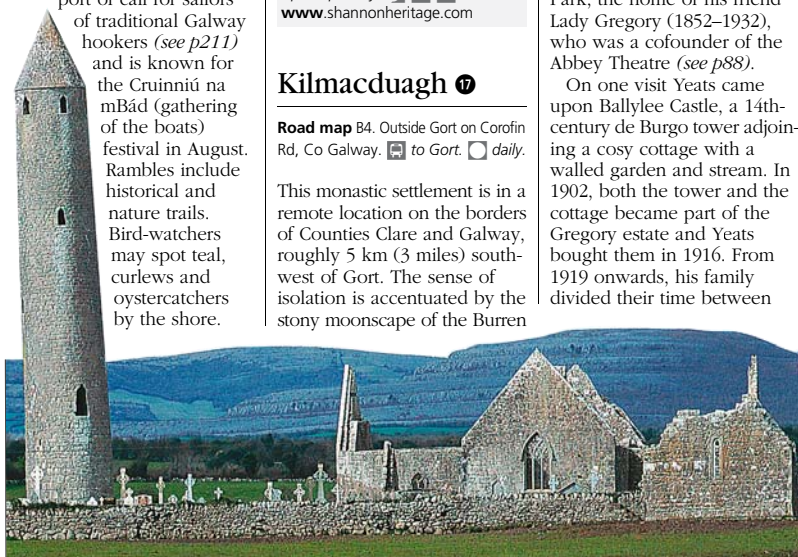 port of call for sailors
of traditional Galway
hookers (see p211)
and is known for
the Cruinniú na
mBád (gathering
of the boats)
festival in August.
Rambles include
historical and
nature trails.
Bird-watchers
may spot teal,
curlews and
oystercatchers
by the shore.
www.shannonheritage.com
Kilmacduagh 17
Road map B4. Outside Gort on Corofin
Rd, Co Galway. to Gort. daily.
This monastic settlement is in a
remote location on the borders
of Counties Clare and Galway,
roughly 5 km (3 miles) south-
west of Gort. The sense of
isolation is accentuated by the
stony moonscape of the Burren
Park, the home of his friend
Lady Gregory (1852–1932),
who was a cofounder of the
Abbey Theatre (see p88).
On one visit Yeats came
upon Ballylee Castle, a 14th-
century de Burgo tower adjoin-
ing a cosy cottage with a
walled garden and stream. In
1902, both the tower and the
cottage became part of the
Gregory estate and Yeats
bought them in 1916. From
1919 onwards, his family
divided their time between